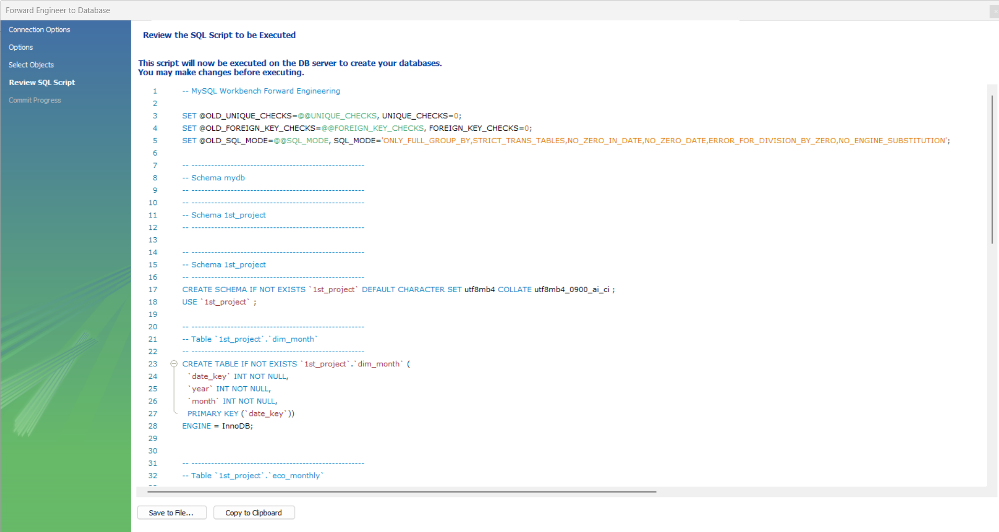 Forward Engineer to Database
Connection Options
Options
Select Objects
Review SQL Script
Commit Progress
Review the SQL Script to be Executed
This script will now be executed on the DB server to create your databases.
You may make changes before executing.
1 -- MySQL Workbench Forward Engineering
2
3 SET @OLD_UNIQUE_CHECKS=@@UNIQUE_CHECKS, UNIQUE_CHECKS=0;
4 SET @OLD_FOREIGN_KEY_CHECKS=@@FOREIGN_KEY_CHECKS, FOREIGN_KEY_CHECKS=0;
5 SET @OLD_SQL_MODE=@@SQL_MODE, SQL_MODE='ONLY_FULL_GROUP_BY,STRICT_TRANS_TABLES,NO_ZERO_IN_DATE,NO_ZERO_DATE,ERROR_FOR_DIVISION_BY_ZERO,NO_ENGINE_SUBSTITUTION';
6
7 -- -----------------------------------------------------
8 -- Schema mydb
9 -- -----------------------------------------------------
10 -- -----------------------------------------------------
11 -- Schema 1st_project
12 -- -----------------------------------------------------
13
14 -- -----------------------------------------------------
15 -- Schema 1st_project
16 -- -----------------------------------------------------
17 CREATE SCHEMA IF NOT EXISTS `1st_project` DEFAULT CHARACTER SET utf8mb4 COLLATE utf8mb4_0900_ai_ci ;
18 USE `1st_project` ;
19
20 -- -----------------------------------------------------
21 -- Table `1st_project`.`dim_month`
22 -- -----------------------------------------------------
23 CREATE TABLE IF NOT EXISTS `1st_project`.`dim_month` (
24 `date_key` INT NOT NULL,
25 `year` INT NOT NULL,
26 `month` INT NOT NULL,
27 PRIMARY KEY (`date_key`))
28 ENGINE = InnoDB;
29
30
31 -- -----------------------------------------------------
32 -- Table `1st_project`.`eco_monthly`
Save to File...
Copy to Clipboard